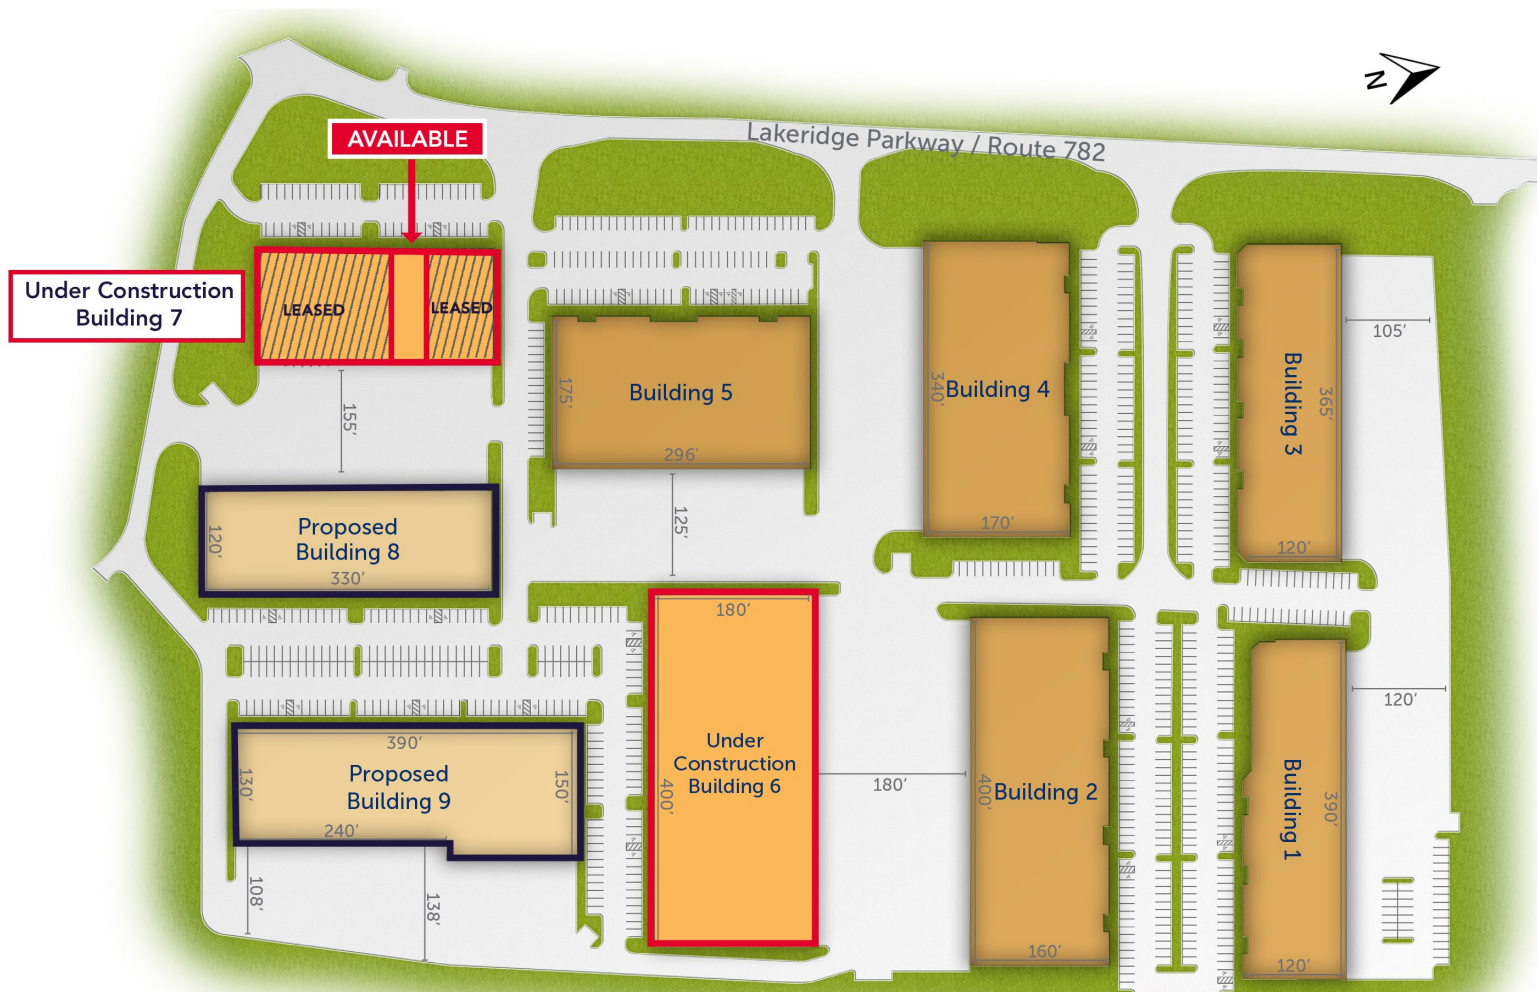 N
Lakeridge Parkway / Route 782
AVAILABLE
Under Construction
Building 7
LEASED
LEASED
155'
Proposed
Building 8
120'
330'
Building 5
175'
296'
125'
Building 4
340'
170'
Building 3
365'
120'
105'
Proposed
Building 9
390'
130'
150'
240'
108'
138'
180'
Under
Construction
Building 6
400'
180'
Building 2
400'
160'
Building 1
390'
120'
120'